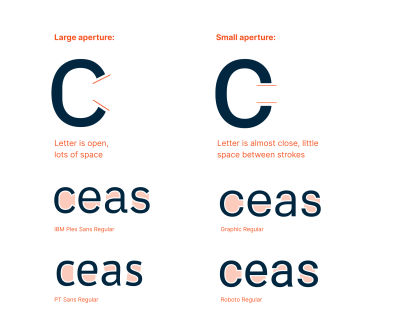 Large aperture:
Small aperture:
C
C
Letter is open,
lots of space
Letter is almost close, little
space between strokes
ceas
ceas
IBM Plex Sans Regular
Graphic Regular
ceas
ceas
PT Sans Regular
Roboto Regular